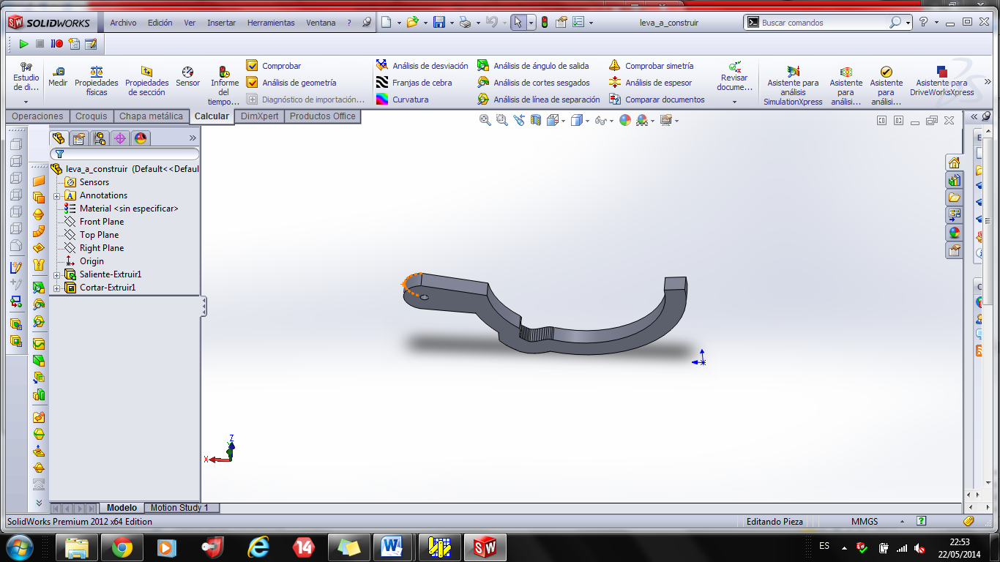 SOLIDWORKS Archivo Edición Ver Insertar Herramientas Ventana ? leva_a_construir Buscar comandos ?
Estudio de di...
Medir
Propiedades físicas
Propiedades de sección
Sensor
Informe del tiempo...
Comprobar
Análisis de geometría
Diagnóstico de importación...
Análisis de desviación
Franjas de cebra
Curvatura
Análisis de ángulo de salida
Análisis de cortes sesgados
Análisis de línea de separación
Comprobar simetría
Análisis de espesor
Comparar documentos
Revisar docume...
Asistente para análisis SimulationXpress
Asistente para análisi...
Asistente para análisi...
Asistente para DriveWorksXpress
Operaciones Croquis Chapa metálica Calcular DimXpert Productos Office
leva_a_construir (Default<<Defaul
Sensors
Annotations
Material <sin especificar>
Front Plane
Top Plane
Right Plane
Origin
Saliente-Extruir1
Cortar-Extruir1
Z
X
Modelo Motion Study 1
SolidWorks Premium 2012 x64 Edition Editando Pieza MMGS
ES 22:53
22/05/2014
14